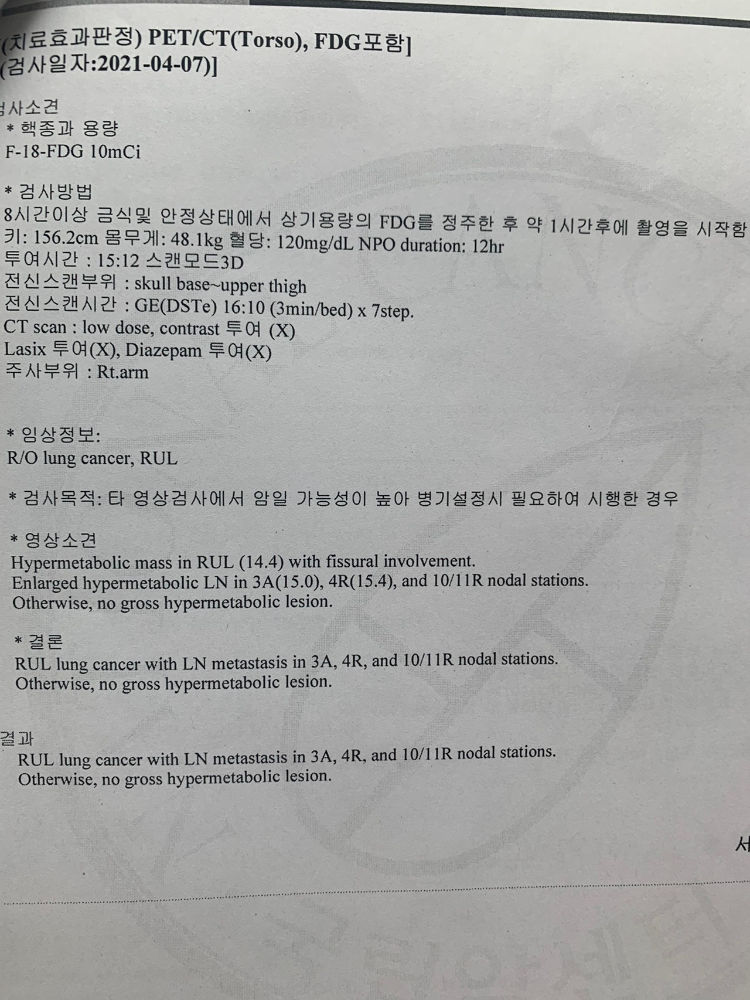 (치료효과판정) PET/CT(Torso), FDG포함]
(검사일자:2021-04-07)]
검사소견
* 핵종과 용량
F-18-FDG 10mCi
* 검사방법
8시간이상 금식및 안정상태에서 상기용량의 FDG를 정주한 후 약 1시간후에 촬영을 시작함
키: 156.2cm 몸무게: 48.1kg 혈당: 120mg/dL NPO duration: 12hr
투여시간 : 15:12 스캔모드3D
전신스캔부위 : skull base~upper thigh
전신스캔시간 : GE(DSTe) 16:10 (3min/bed) x 7step.
CT scan : low dose, contrast 투여 (X)
Lasix 투여(X), Diazepam 투여(X)
주사부위 : Rt.arm
* 임상정보:
R/O lung cancer, RUL
* 검사목적: 타 영상검사에서 암일 가능성이 높아 병기설정시 필요하여 시행한 경우
* 영상소견
Hypermetabolic mass in RUL (14.4) with fissural involvement.
Enlarged hypermetabolic LN in 3A(15.0), 4R(15.4), and 10/11R nodal stations.
Otherwise, no gross hypermetabolic lesion.
* 결론
RUL lung cancer with LN metastasis in 3A, 4R, and 10/11R nodal stations.
Otherwise, no gross hypermetabolic lesion.
결과
RUL lung cancer with LN metastasis in 3A, 4R, and 10/11R nodal stations.
Otherwise, no gross hypermetabolic lesion.
서